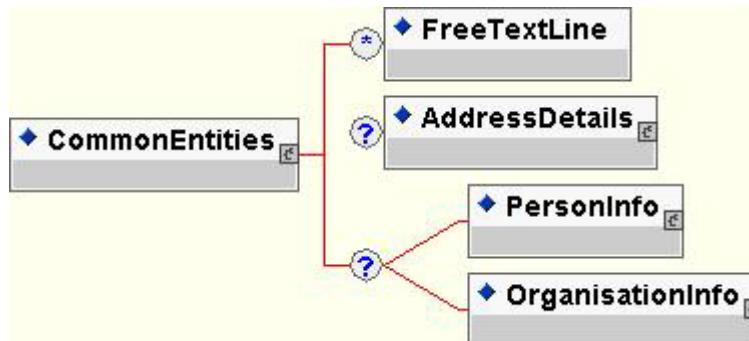 * FreeTextLine
? AddressDetails
CommonEntities
PersonInfo
?
OrganisationInfo